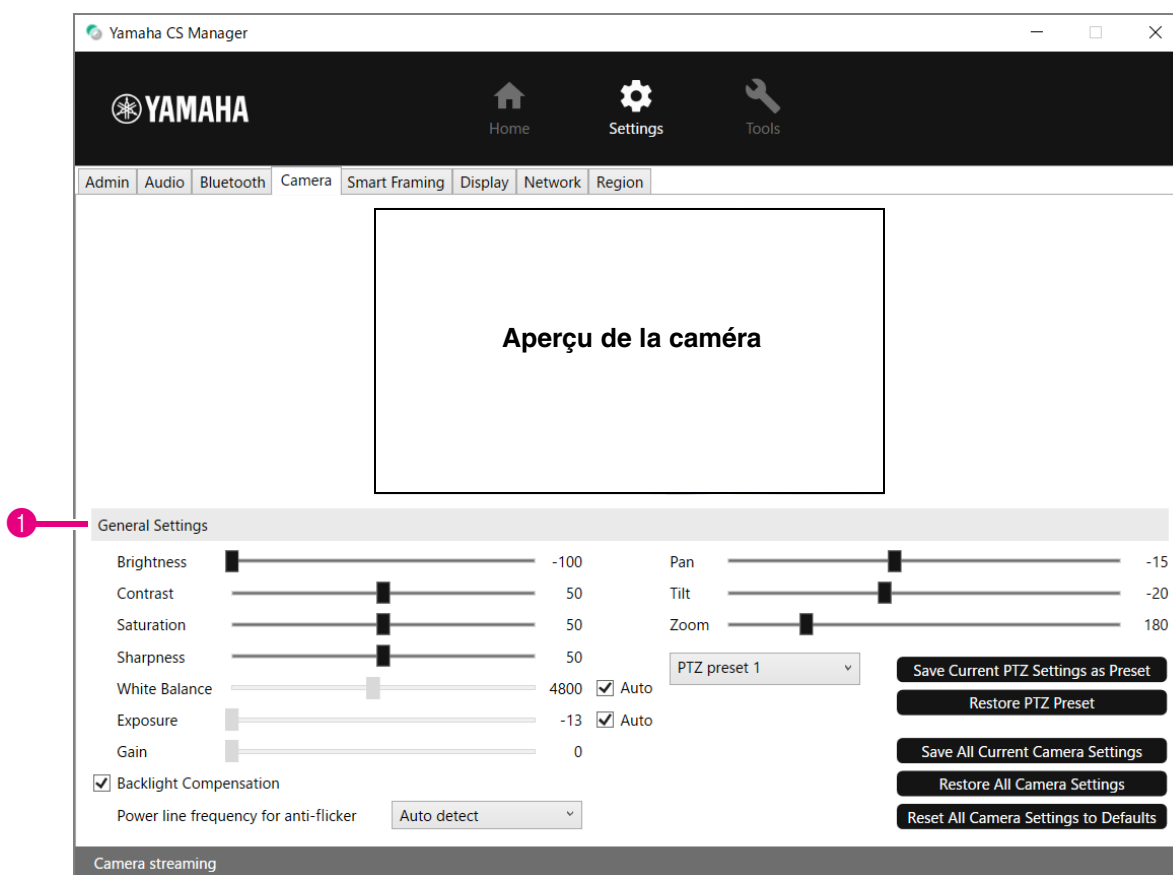 Yamaha CS Manager
YAMAHA
Home
Settings
Tools
Admin Audio Bluetooth Camera Smart Framing Display Network Region
Aperçu de la caméra
1
General Settings
Brightness -100
Contrast 50
Saturation 50
Sharpness 50
White Balance 4800 Auto
Exposure -13 Auto
Gain 0
Backlight Compensation
Power line frequency for anti-flicker Auto detect
Pan -15
Tilt -20
Zoom 180
PTZ preset 1
Save Current PTZ Settings as Preset
Restore PTZ Preset
Save All Current Camera Settings
Restore All Camera Settings
Reset All Camera Settings to Defaults
Camera streaming